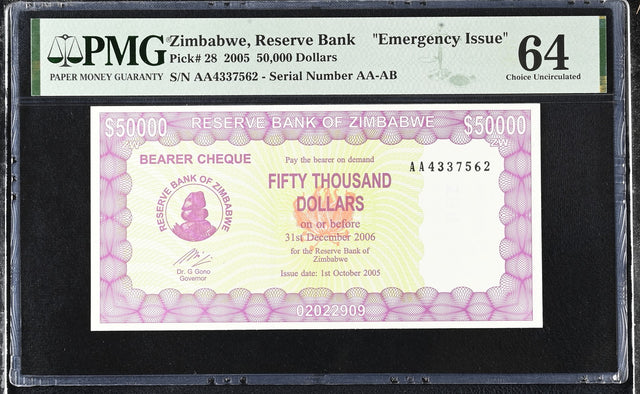 PMG
PAPER MONEY GUARANTY
Zimbabwe, Reserve Bank "Emergency Issue"
Pick# 28 2005 50,000 Dollars
S/N AA4337562 - Serial Number AA-AB
64
Choice Uncirculated
$50000 RESERVE BANK OF ZIMBABWE $50000
ZW ZW
BEARER CHEQUE
Pay the bearer on demand
AA4337562
FIFTY THOUSAND
DOLLARS
on or before
31st December 2006
for the Reserve Bank of
Zimbabwe
Issue date: 1st October 2005
RESERVE BANK OF ZIMBABWE
Dr. G Gono
Governor
02022909